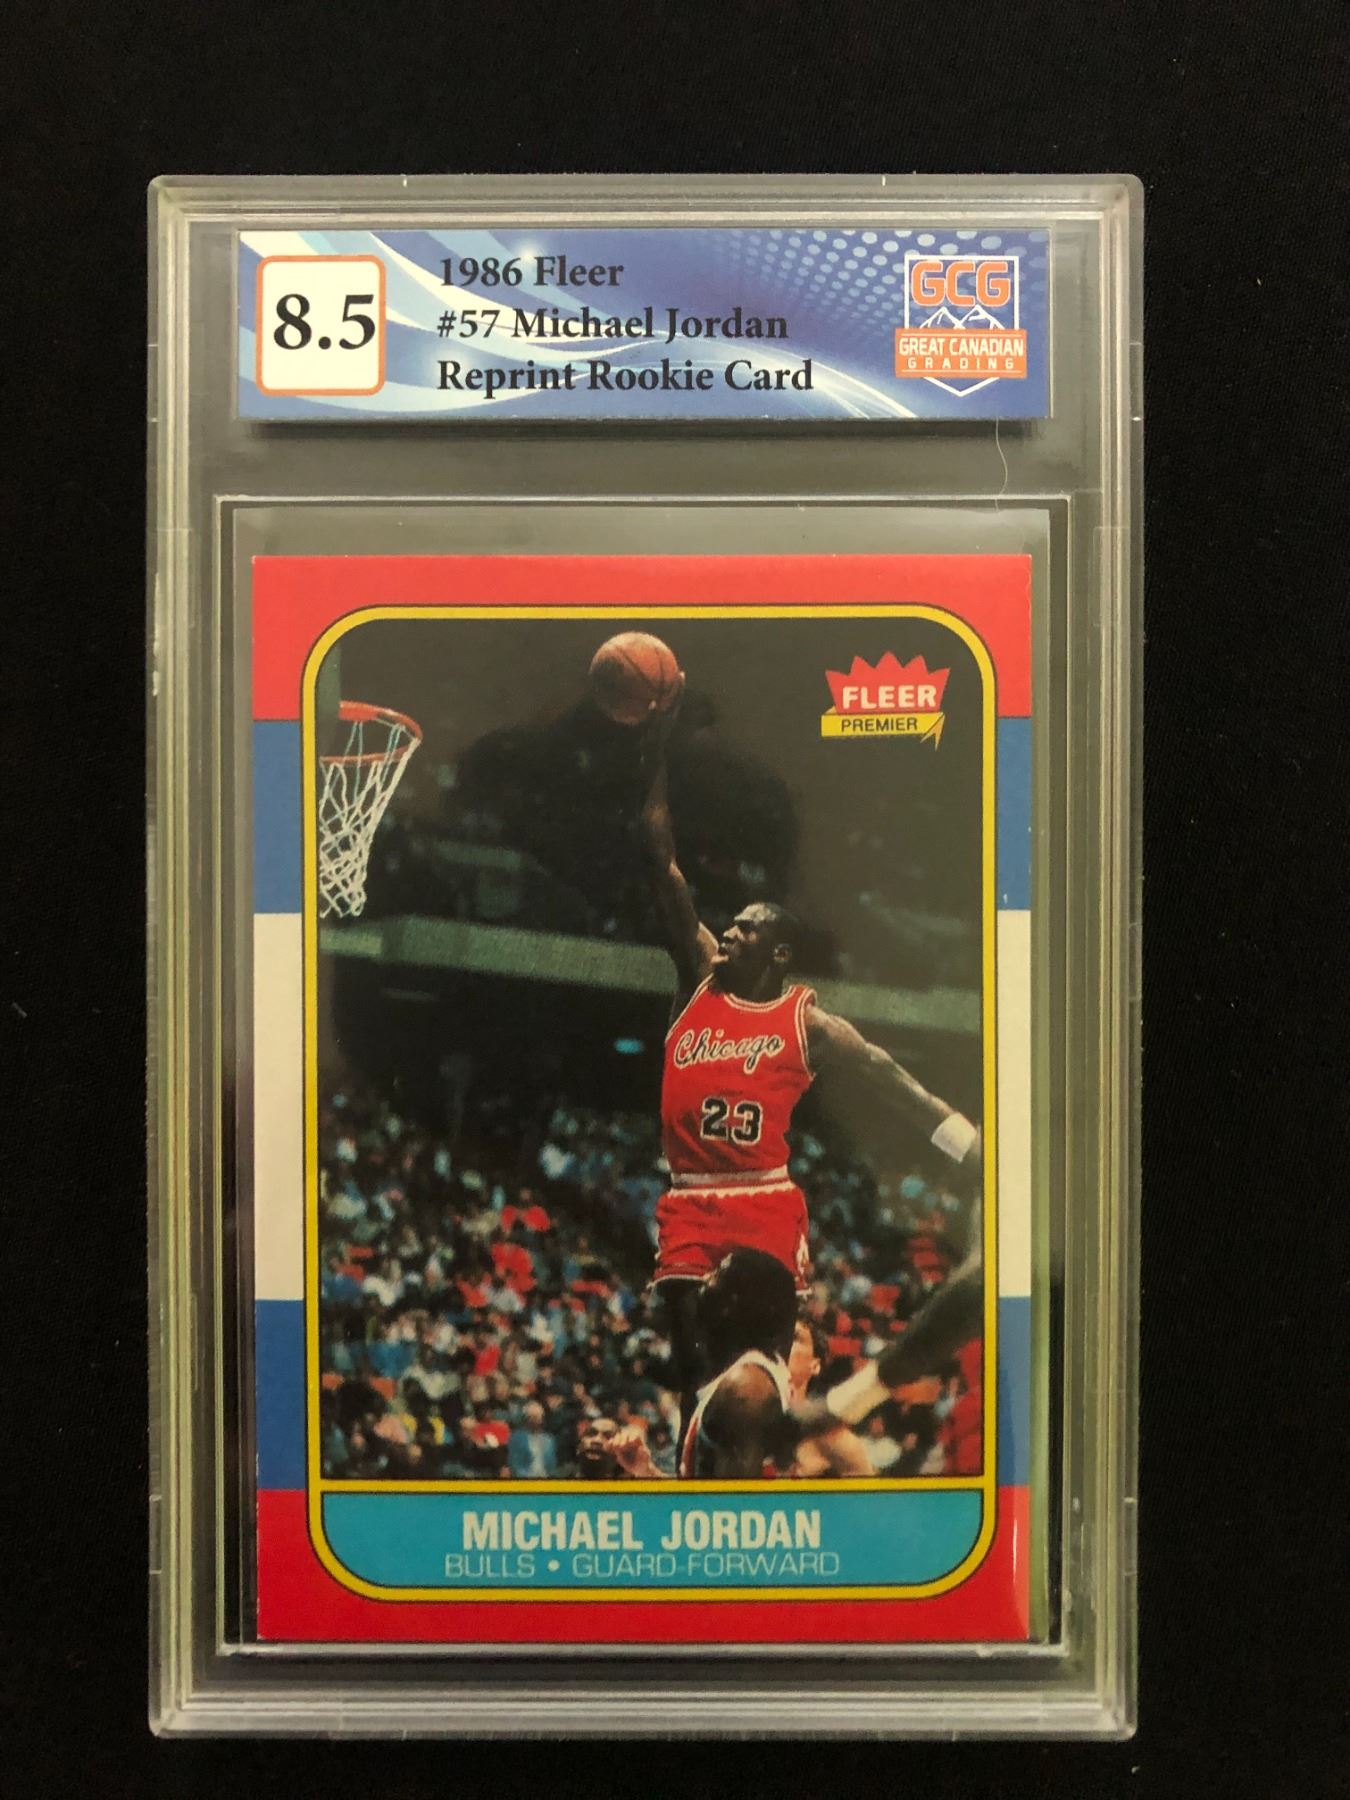 8.5
1986 Fleer
#57 Michael Jordan
Reprint Rookie Card
GCG
GREAT CANADIAN
GRADING
FLEER
PREMIER
Chicago
23
MICHAEL JORDAN
BULLS • GUARD-FORWARD